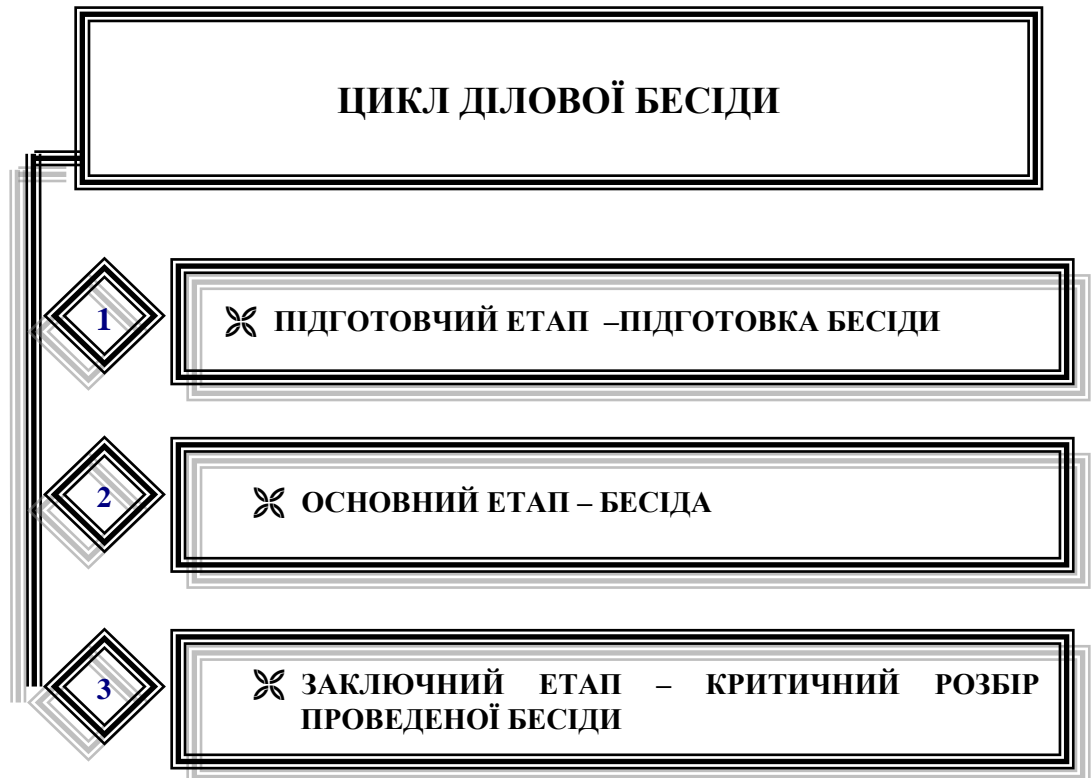 ЦИКЛ ДІЛОВОЇ БЕСІДИ
1
ПІДГОТОВЧИЙ ЕТАП –ПІДГОТОВКА БЕСІДИ
2
ОСНОВНИЙ ЕТАП – БЕСІДА
3
ЗАКЛЮЧНИЙ ЕТАП – КРИТИЧНИЙ РОЗБІР
ПРОВЕДЕНОЇ БЕСІДИ